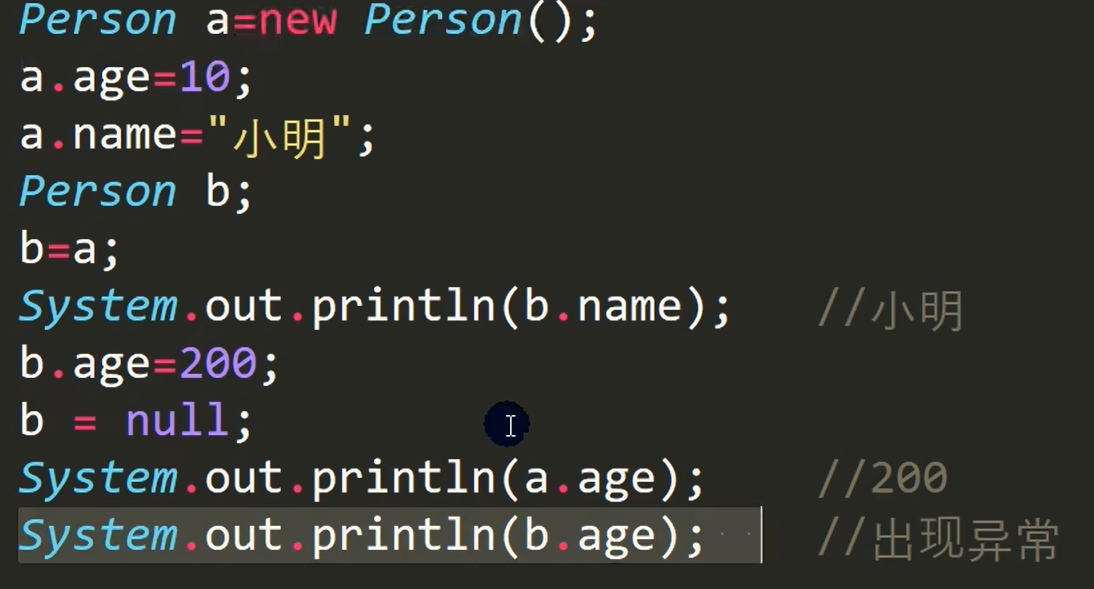 Person a=new Person();
a.age=10;
a.name="小明";
Person b;
b=a;
System.out.println(b.name); //小明
b.age=200;
b = null;
System.out.println(a.age); //200
System.out.println(b.age); //出现异常